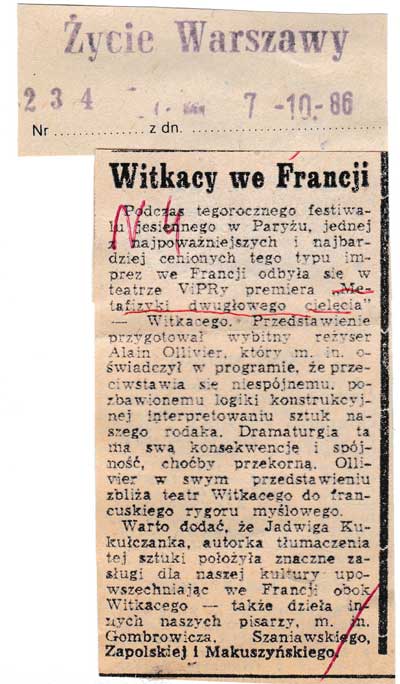 Życie Warszawy
234 7 -10.- 86
Nr .............. z dn. ..............................
Witkacy we Francji
Podczas tegorocznego festiwa-
lu jesiennego w Paryżu, jednej
z najpoważniejszych i najbar-
dziej cenionych tego typu im-
prez we Francji odbyła się w
teatrze ViPRy premiera „Me-
tafizyki dwugłowego cielęcia”
— Witkacego. Przedstawienie
przygotował wybitny reżyser
Alain Ollivier, który m. in. o-
świadczył w programie, że prze-
ciwstawia się niespójnemu, po-
zbawionemu logiki konstrukcyj-
nej interpretowaniu sztuk na-
szego rodaka. Dramaturgia ta
ma swą konsekwencję i spój-
ność, choćby przekorną. Olli-
vier w swym przedstawieniu
zbliża teatr Witkacego do fran-
cuskiego rygoru myślowego.
Warto dodać, że Jadwiga Ku-
kułczanka, autorka tłumaczenia
tej sztuki położyła znaczne za-
sługi dla naszej kultury upo-
wszechniając we Francji obok
Witkacego — także dzieła in-
nych naszych pisarzy, m. in.
Gombrowicza, Szaniawskiego,
Zapolskiej i Makuszyńskiego.